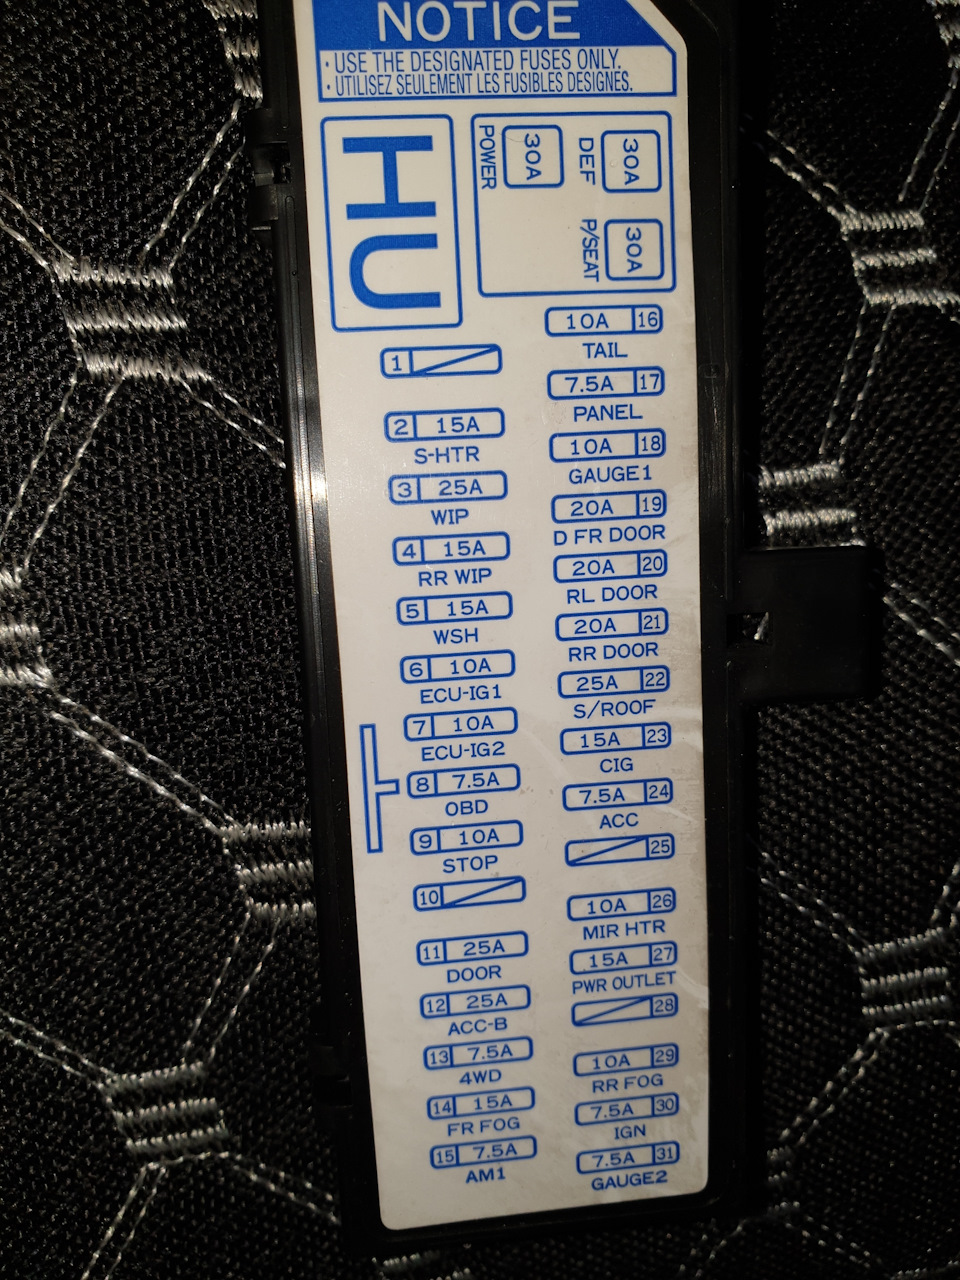 NOTICE
· USE THE DESIGNATED FUSES ONLY.
· UTILISEZ SEULEMENT LES FUSIBLES DESIGNES.
HU
30A
POWER
30A
DEF
30A
P/SEAT
1
2 15A
S-HTR
3 25A
WIP
4 15A
RR WIP
5 15A
WSH
6 10A
ECU-IG1
7 10A
ECU-IG2
8 7.5A
OBD
9 10A
STOP
10
11 25A
DOOR
12 25A
ACC-B
13 7.5A
4WD
14 15A
FR FOG
15 7.5A
AM1
10A 16
TAIL
7.5A 17
PANEL
10A 18
GAUGE1
20A 19
D FR DOOR
20A 20
RL DOOR
20A 21
RR DOOR
25A 22
S/ROOF
15A 23
CIG
7.5A 24
ACC
25
10A 26
MIR HTR
15A 27
PWR OUTLET
28
10A 29
RR FOG
7.5A 30
IGN
7.5A 31
GAUGE2